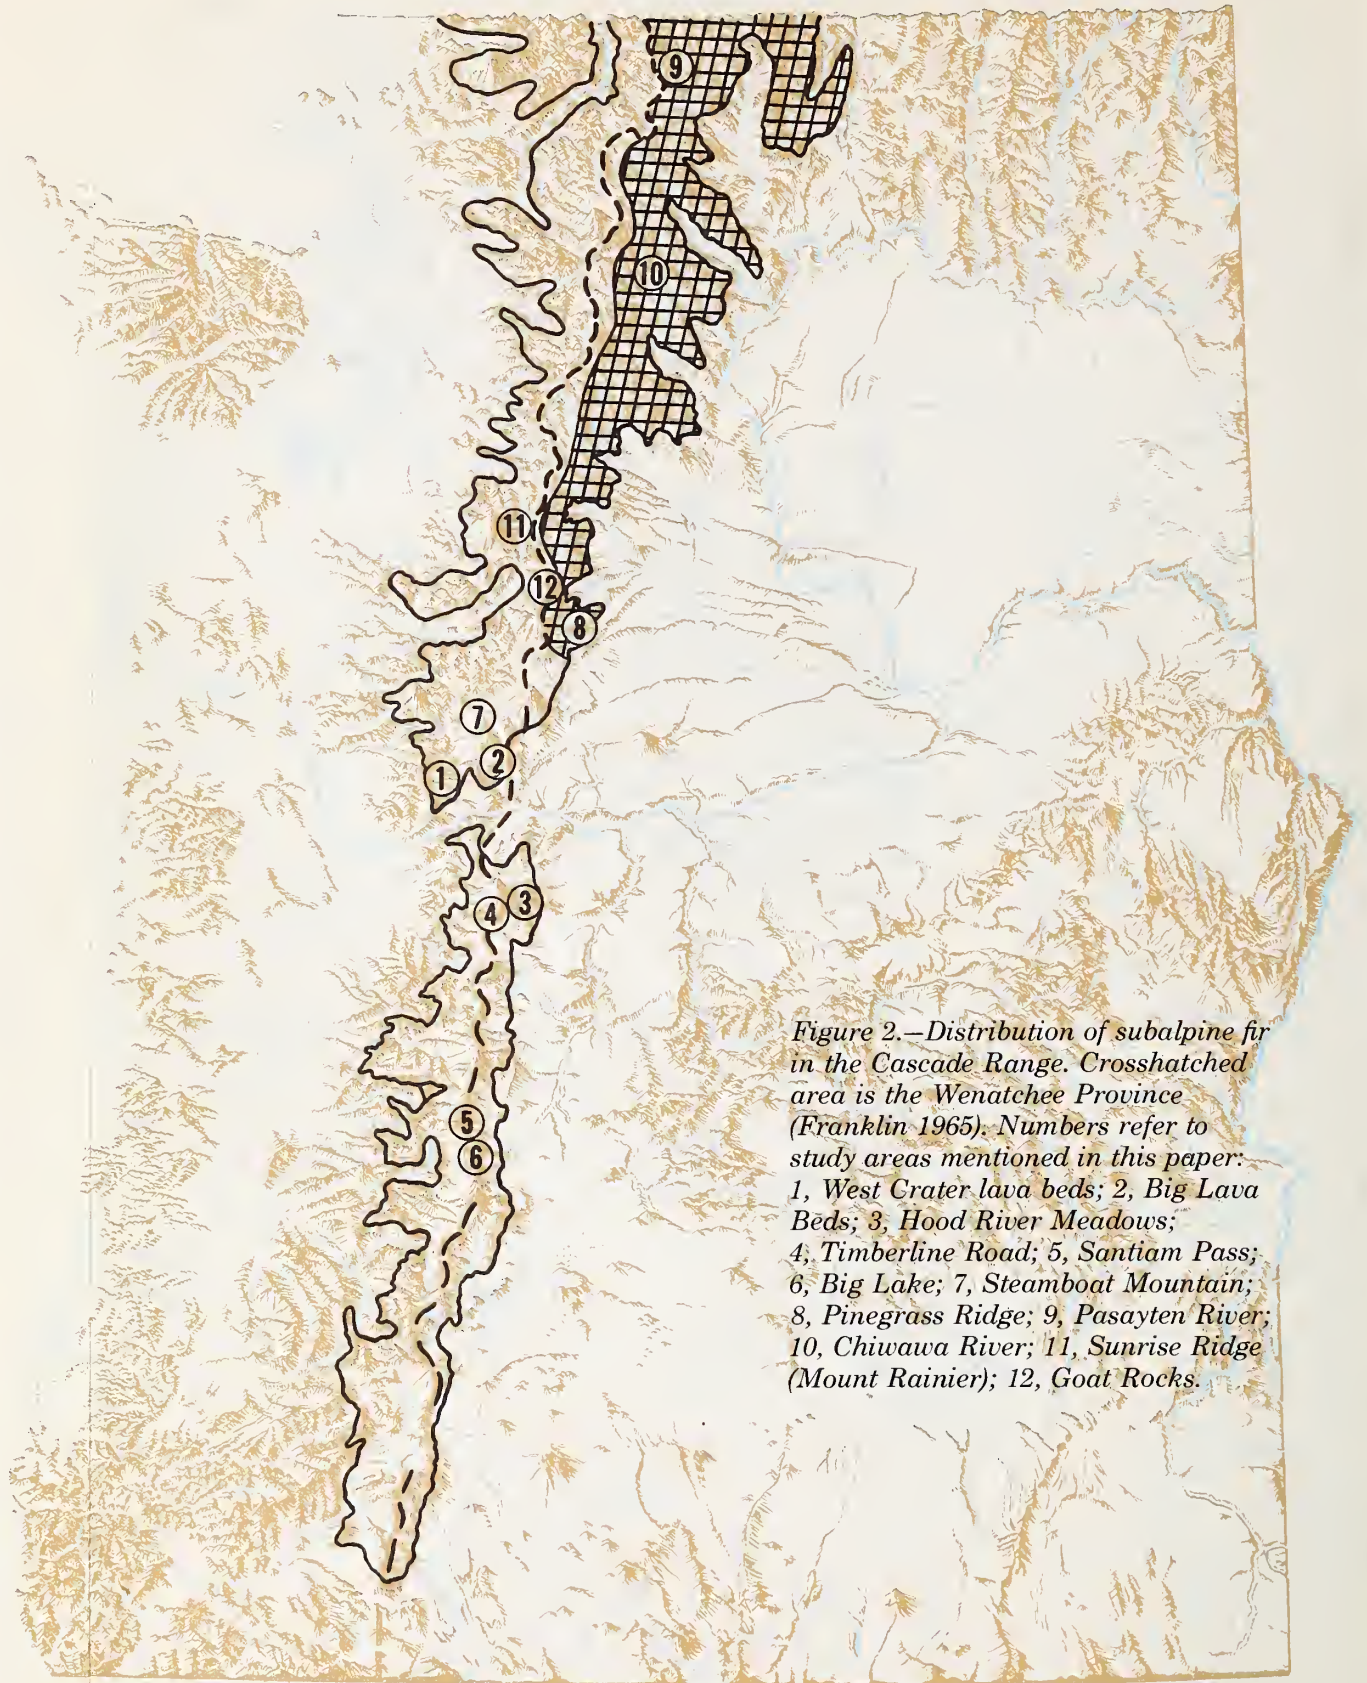 9
10
11
12
8
7
2
1
3
4
5
6
Figure 2.—Distribution of subalpine fir
in the Cascade Range. Crosshatched
area is the Wenatchee Province
(Franklin 1965). Numbers refer to
study areas mentioned in this paper:
1, West Crater lava beds; 2, Big Lava
Beds; 3, Hood River Meadows;
4, Timberline Road; 5, Santiam Pass;
6, Big Lake; 7, Steamboat Mountain;
8, Pinegrass Ridge; 9, Pasayten River;
10, Chiwawa River; 11, Sunrise Ridge
(Mount Rainier); 12, Goat Rocks.